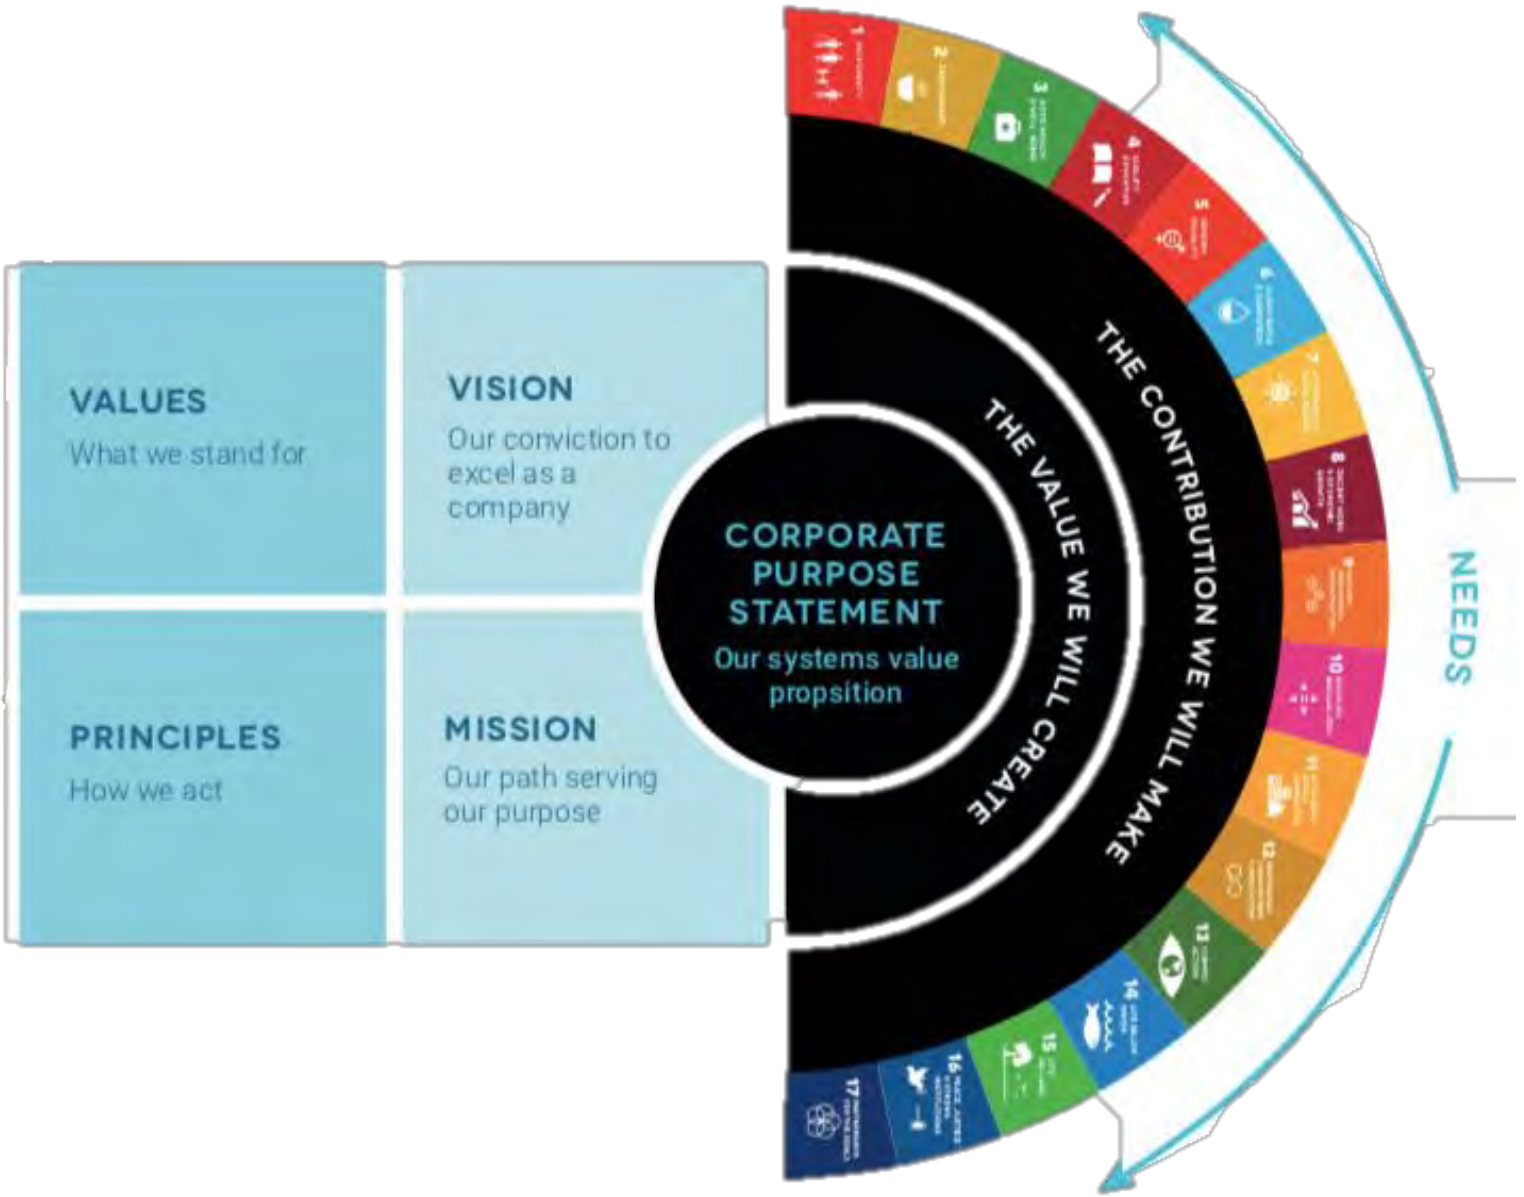 VALUES
What we stand for
VISION
Our conviction to
excel as a
company
PRINCIPLES
How we act
MISSION
Our path serving
our purpose
CORPORATE
PURPOSE
STATEMENT
Our systems value
propsition
THE VALUE WE WILL CREATE
THE CONTRIBUTION WE WILL MAKE
1
2
3
4
5
6
7
8
9
10
11
12
13
14
15
16
17
NEEDS